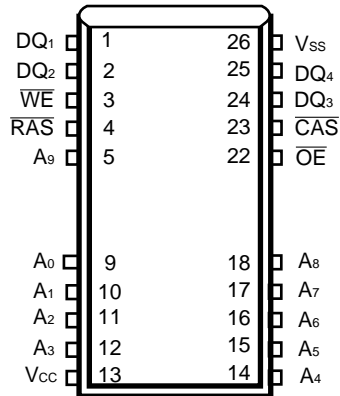 DQ1 1 26 VSS
DQ2 2 25 DQ4
WE 3 24 DQ3
RAS 4 23 CAS
A9 5 22 OE
A0 9 18 A8
A1 10 17 A7
A2 11 16 A6
A3 12 15 A5
VCC 13 14 A4